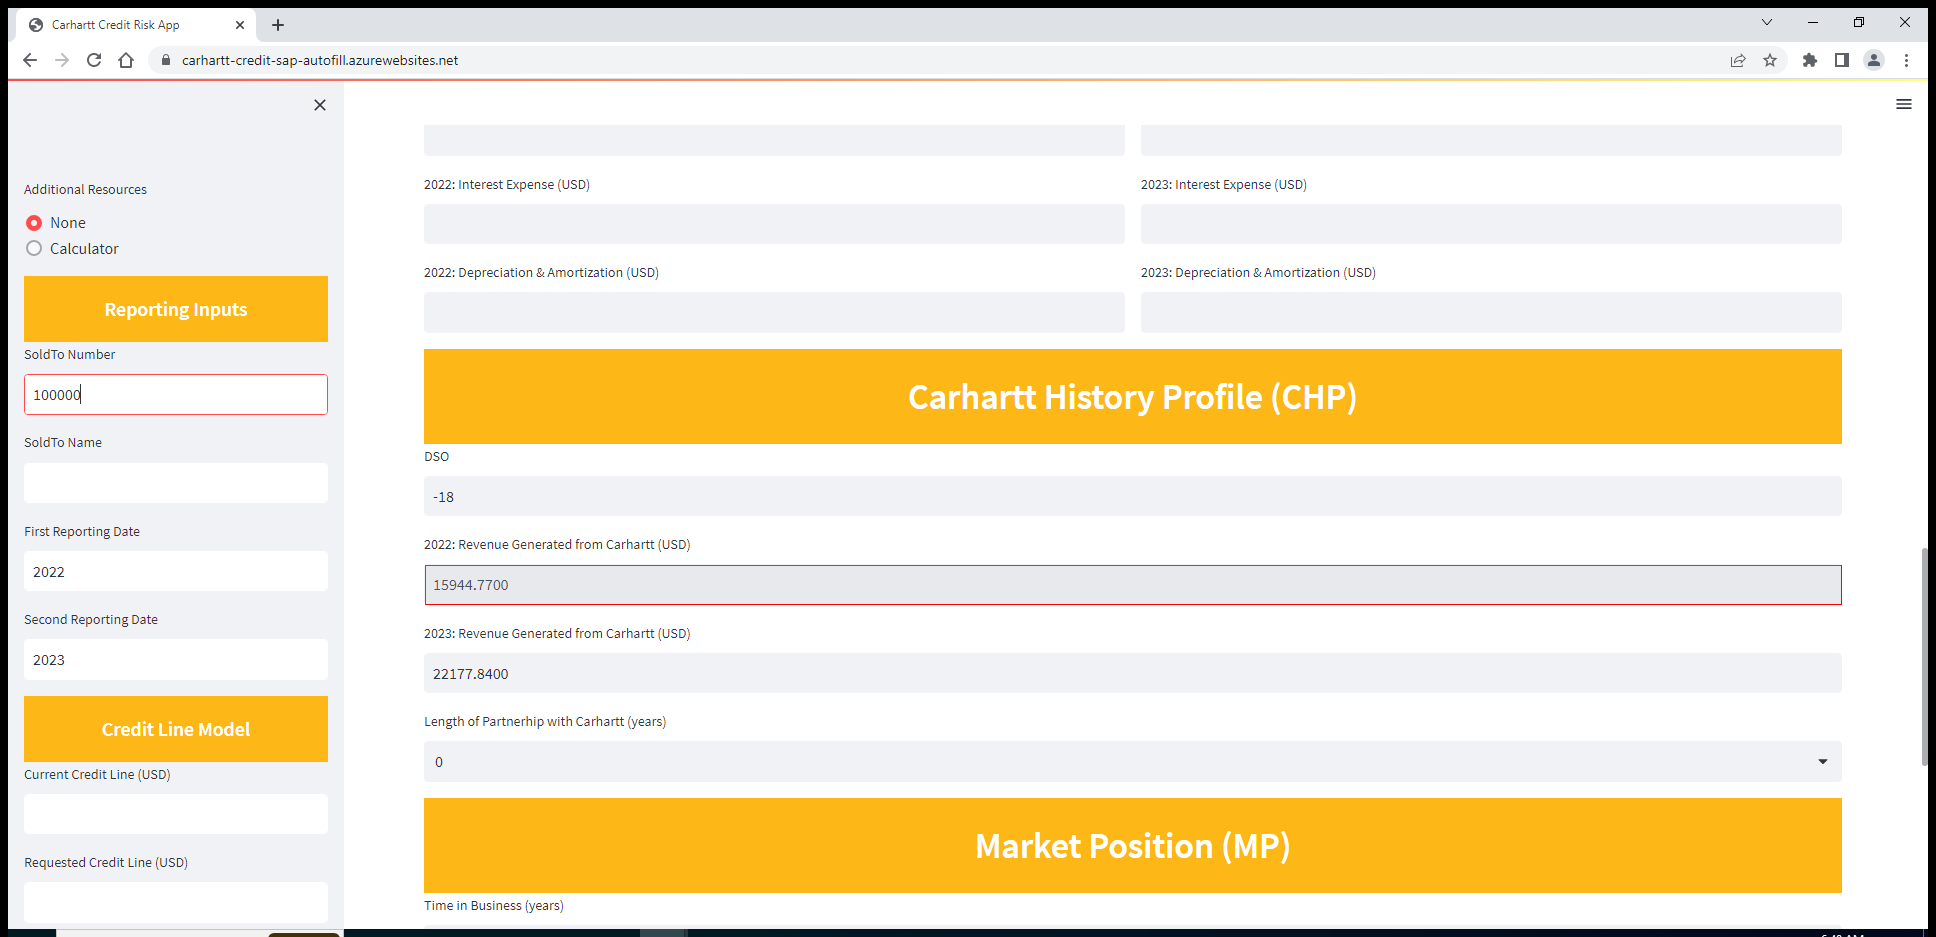 Carhartt Credit Risk App
carhartt-credit-sap-autofill.azurewebsites.net
Additional Resources
None
Calculator
Reporting Inputs
SoldTo Number
100000
SoldTo Name
First Reporting Date
2022
Second Reporting Date
2023
Credit Line Model
Current Credit Line (USD)
Requested Credit Line (USD)
2022: Interest Expense (USD)
2023: Interest Expense (USD)
2022: Depreciation & Amortization (USD)
2023: Depreciation & Amortization (USD)
Carhartt History Profile (CHP)
DSO
-18
2022: Revenue Generated from Carhartt (USD)
15944.7700
2023: Revenue Generated from Carhartt (USD)
22177.8400
Length of Partnerhip with Carhartt (years)
0
Market Position (MP)
Time in Business (years)